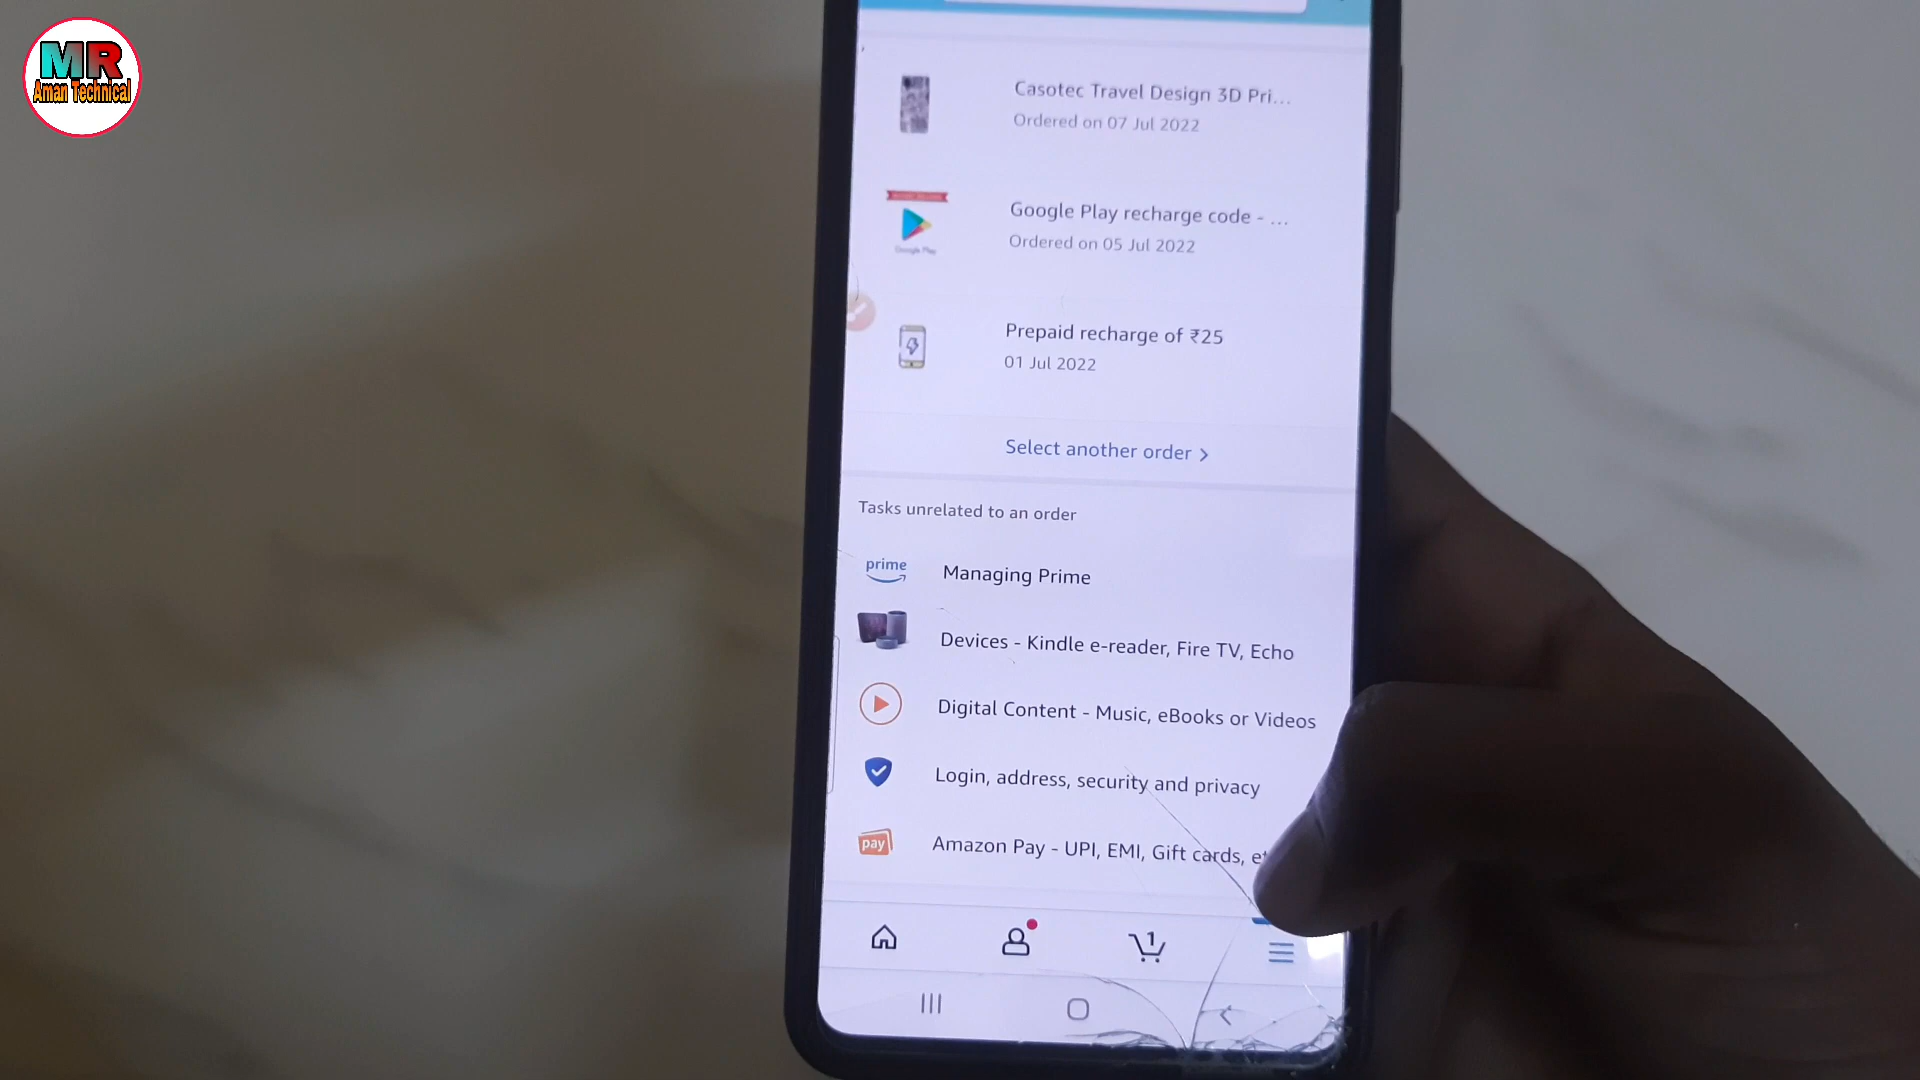 MR
Aman Technical
Casotec Travel Design 3D Pri...
Ordered on 07 Jul 2022
Google Play recharge code - ...
Ordered on 05 Jul 2022
Google Play
Prepaid recharge of ₹25
01 Jul 2022
Select another order >
Tasks unrelated to an order
prime
Managing Prime
Devices - Kindle e-reader, Fire TV, Echo
Digital Content - Music, eBooks or Videos
Login, address, security and privacy
pay
Amazon Pay - UPI, EMI, Gift cards, et
1